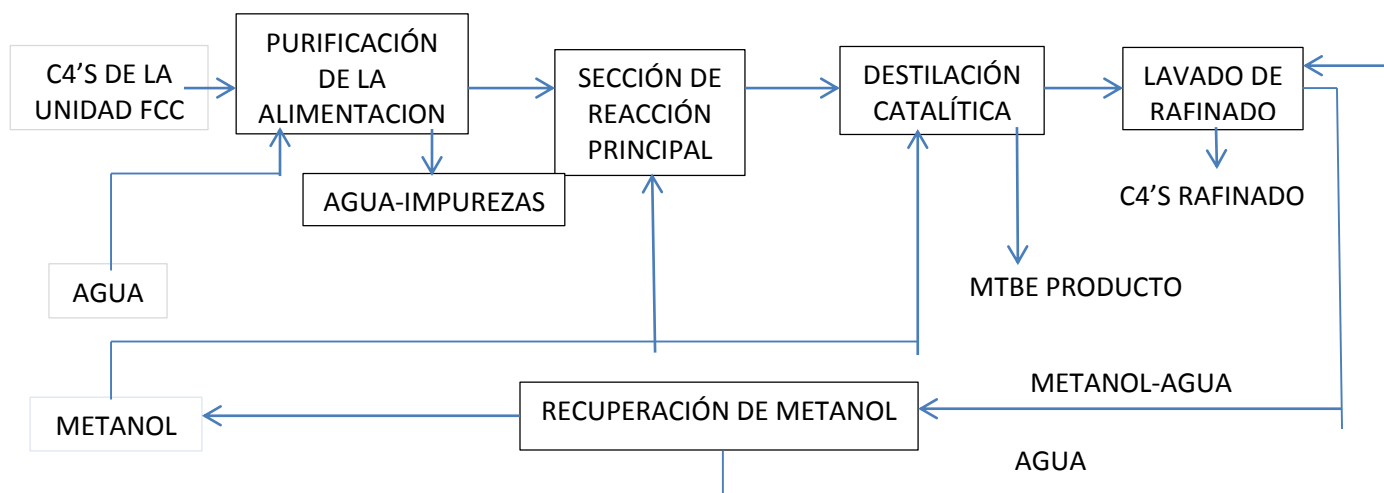 C4'S DE LA
UNIDAD FCC
PURIFICACIÓN
DE LA
ALIMENTACION
SECCIÓN DE
REACCIÓN
PRINCIPAL
DESTILACIÓN
CATALÍTICA
LAVADO DE
RAFINADO
AGUA-IMPUREZAS
C4'S RAFINADO
AGUA
MTBE PRODUCTO
METANOL
RECUPERACIÓN DE METANOL
METANOL-AGUA
AGUA